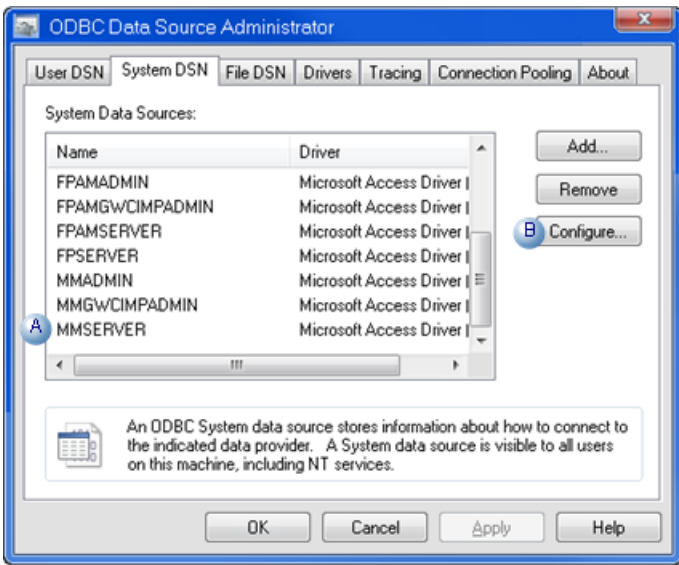 ODBC Data Source Administrator
User DSN System DSN File DSN Drivers Tracing Connection Pooling About
System Data Sources:
Name Driver
FPAMADMIN Microsoft Access Driver
FPAMGWCIMPADMIN Microsoft Access Driver
FPAMSERVER Microsoft Access Driver
FPSERVER Microsoft Access Driver
MMADMIN Microsoft Access Driver
MMGWCIMPADMIN Microsoft Access Driver
A MMSERVER Microsoft Access Driver
Add...
Remove
B Configure...
An ODBC System data source stores information about how to connect to
the indicated data provider. A System data source is visible to all users
on this machine, including NT services.
OK Cancel Apply Help